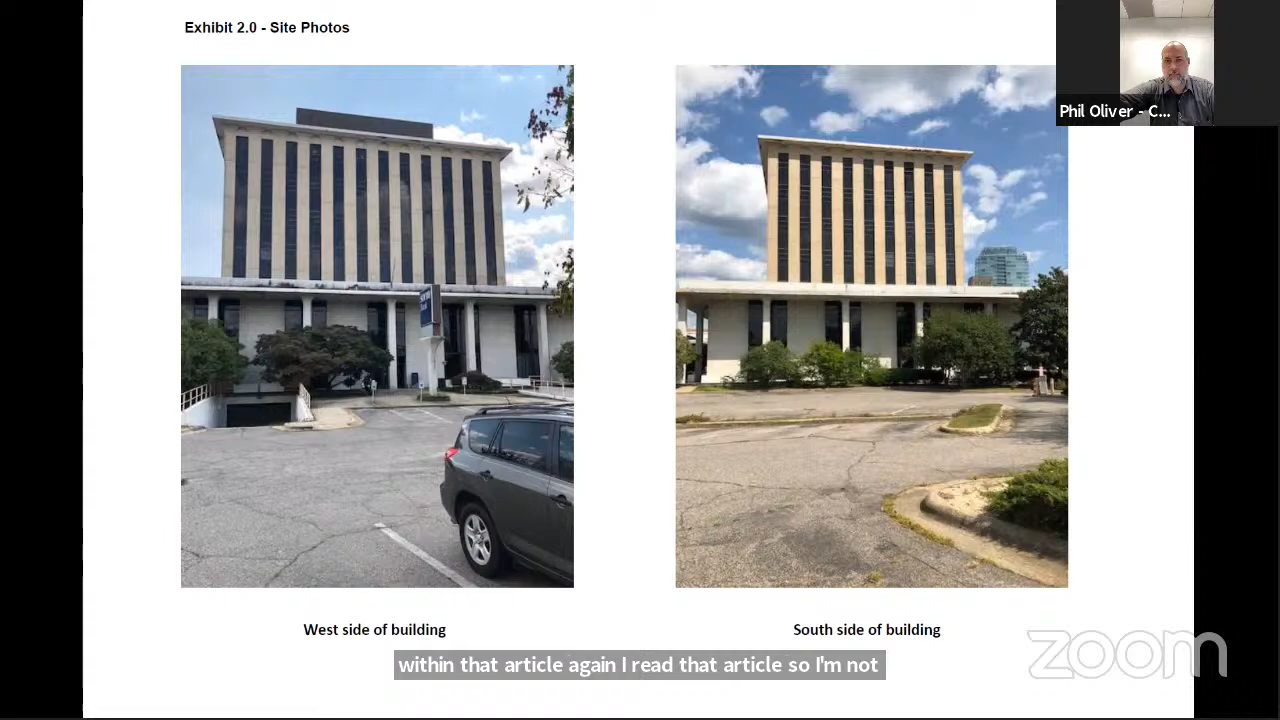 Exhibit 2.0 - Site Photos
Phil Oliver - C...
West side of building
South side of building
within that article again I read that article so I'm not
zoom